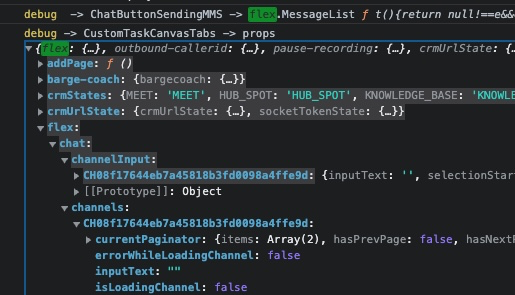 debug -> ChatButtonSendingMMS -> flex.MessageList ƒ t(){return null!==e&&
debug -> CustomTaskCanvasTabs -> props
{flex: {…}, outbound-callerid: {…}, pause-recording: {…}, crmUrlState: {…
addPage: ƒ ()
barge-coach: {bargecoach: {…}}
crmStates: {MEET: 'MEET', HUB_SPOT: 'HUB_SPOT', KNOWLEDGE_BASE: 'KNOWLE
crmUrlState: {crmUrlState: {…}, socketTokenState: {…}}
flex:
chat:
channelInput:
CH08f17644eb7a45818b3fd0098a4ffe9d: {inputText: '', selectionStart
[[Prototype]]: Object
channels:
CH08f17644eb7a45818b3fd0098a4ffe9d:
currentPaginator: {items: Array(2), hasPrevPage: false, hasNextP
errorWhileLoadingChannel: false
inputText: ""
isLoadingChannel: false